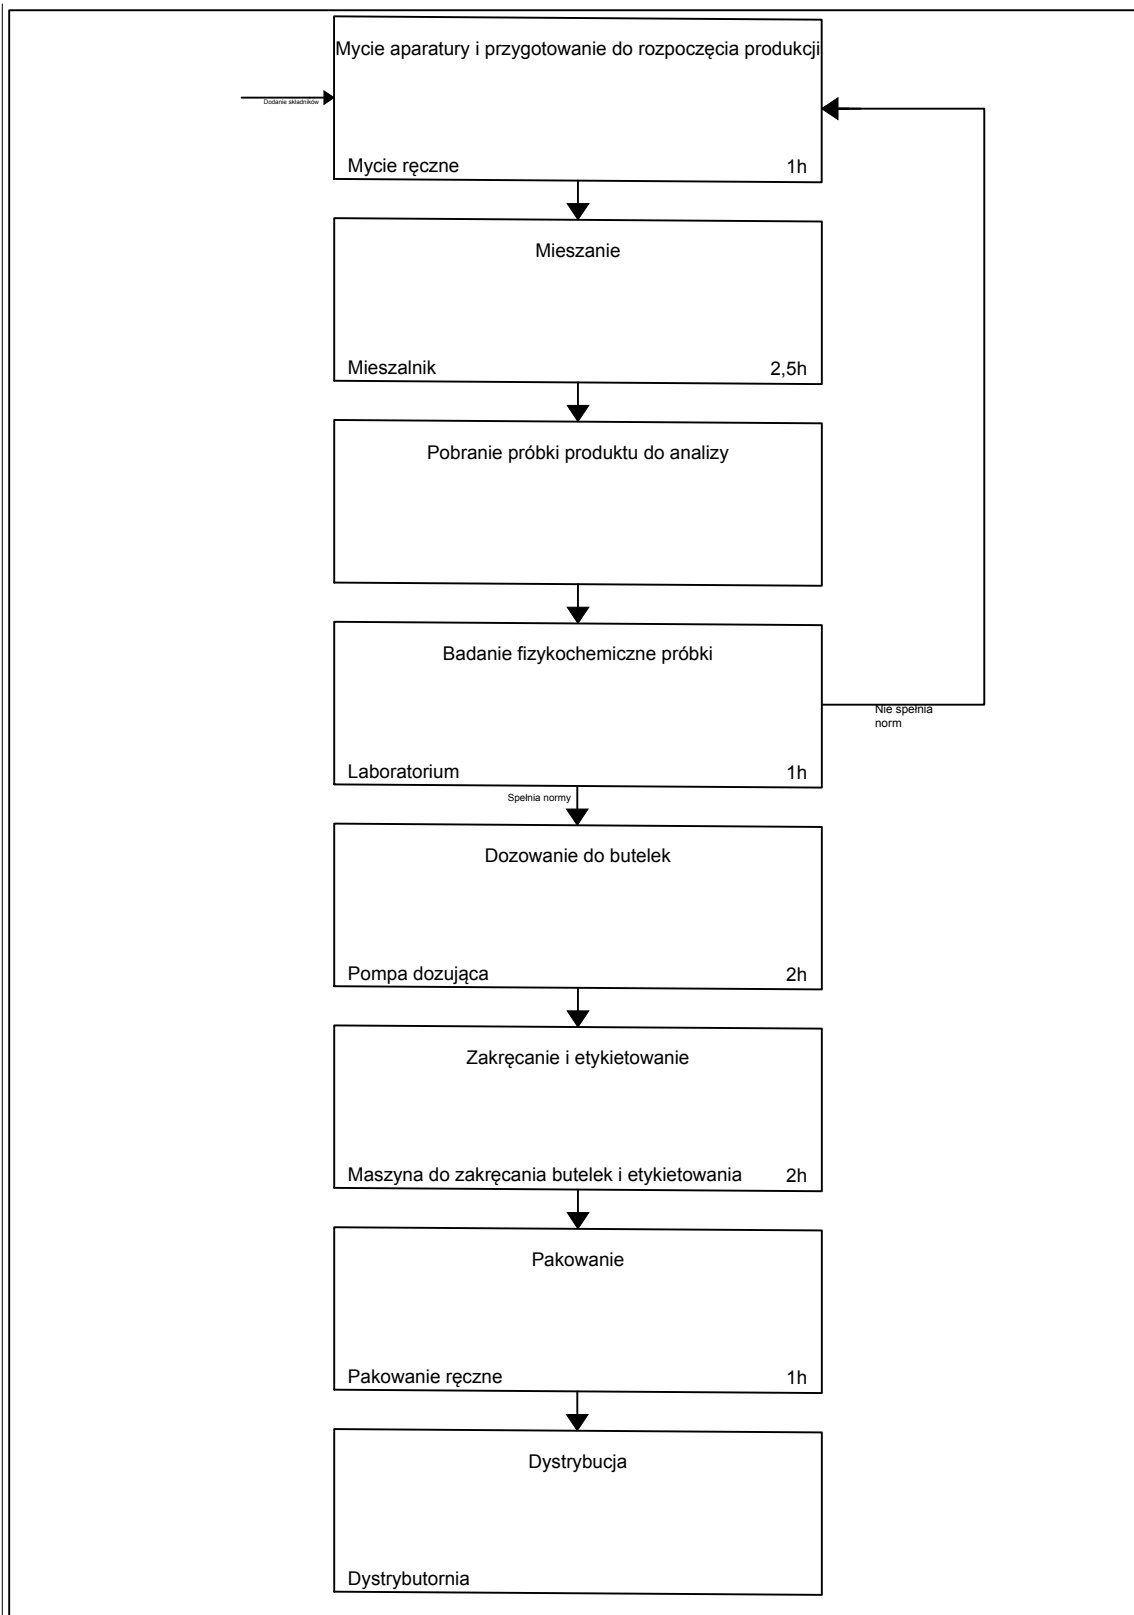 Mycie aparatury i przygotowanie do rozpoczęcia produkcji
Dodanie składników
Mycie ręczne 1h
Mieszanie
Mieszalnik 2,5h
Pobranie próbki produktu do analizy
Badanie fizykochemiczne próbki
Nie spełnia
norm
Laboratorium 1h
Spełnia normy
Dozowanie do butelek
Pompa dozująca 2h
Zakręcanie i etykietowanie
Maszyna do zakręcania butelek i etykietowania 2h
Pakowanie
Pakowanie ręczne 1h
Dystrybucja
Dystrybutornia